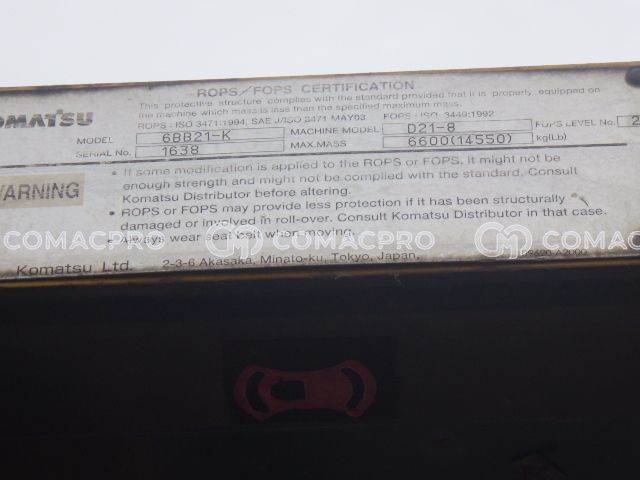 ROPS/FOPS CERTIFICATION
This protective structure complies with the standard provided that it is properly equipped on
the machine which mass is less than the specified maximum mass.
OMATSU
ROPS : ISO 3471:1994, SAE J/ISO 3471 MAY03 FOPS : ISO 3449:1992
MODEL 6BB21-K MACHINE MODEL D21-8 FOPS LEVEL No. 2
SERIAL No. 1638 MAX.MASS 6600(14550) kg(Lb)
WARNING
• If some modification is applied to the ROPS or FOPS, it might not be
enough strength and might not be complied with the standard. Consult
Komatsu Distributor before altering.
• ROPS or FOPS may provide less protection if it has been structurally
damaged or involved in roll-over. Consult Komatsu Distributor in that case.
• Always wear seat belt when moving.
COMACPRO COMACPRO COM
Komatsu, Ltd. 2-3-6 Akasaka, Minato-ku, Tokyo, Japan,